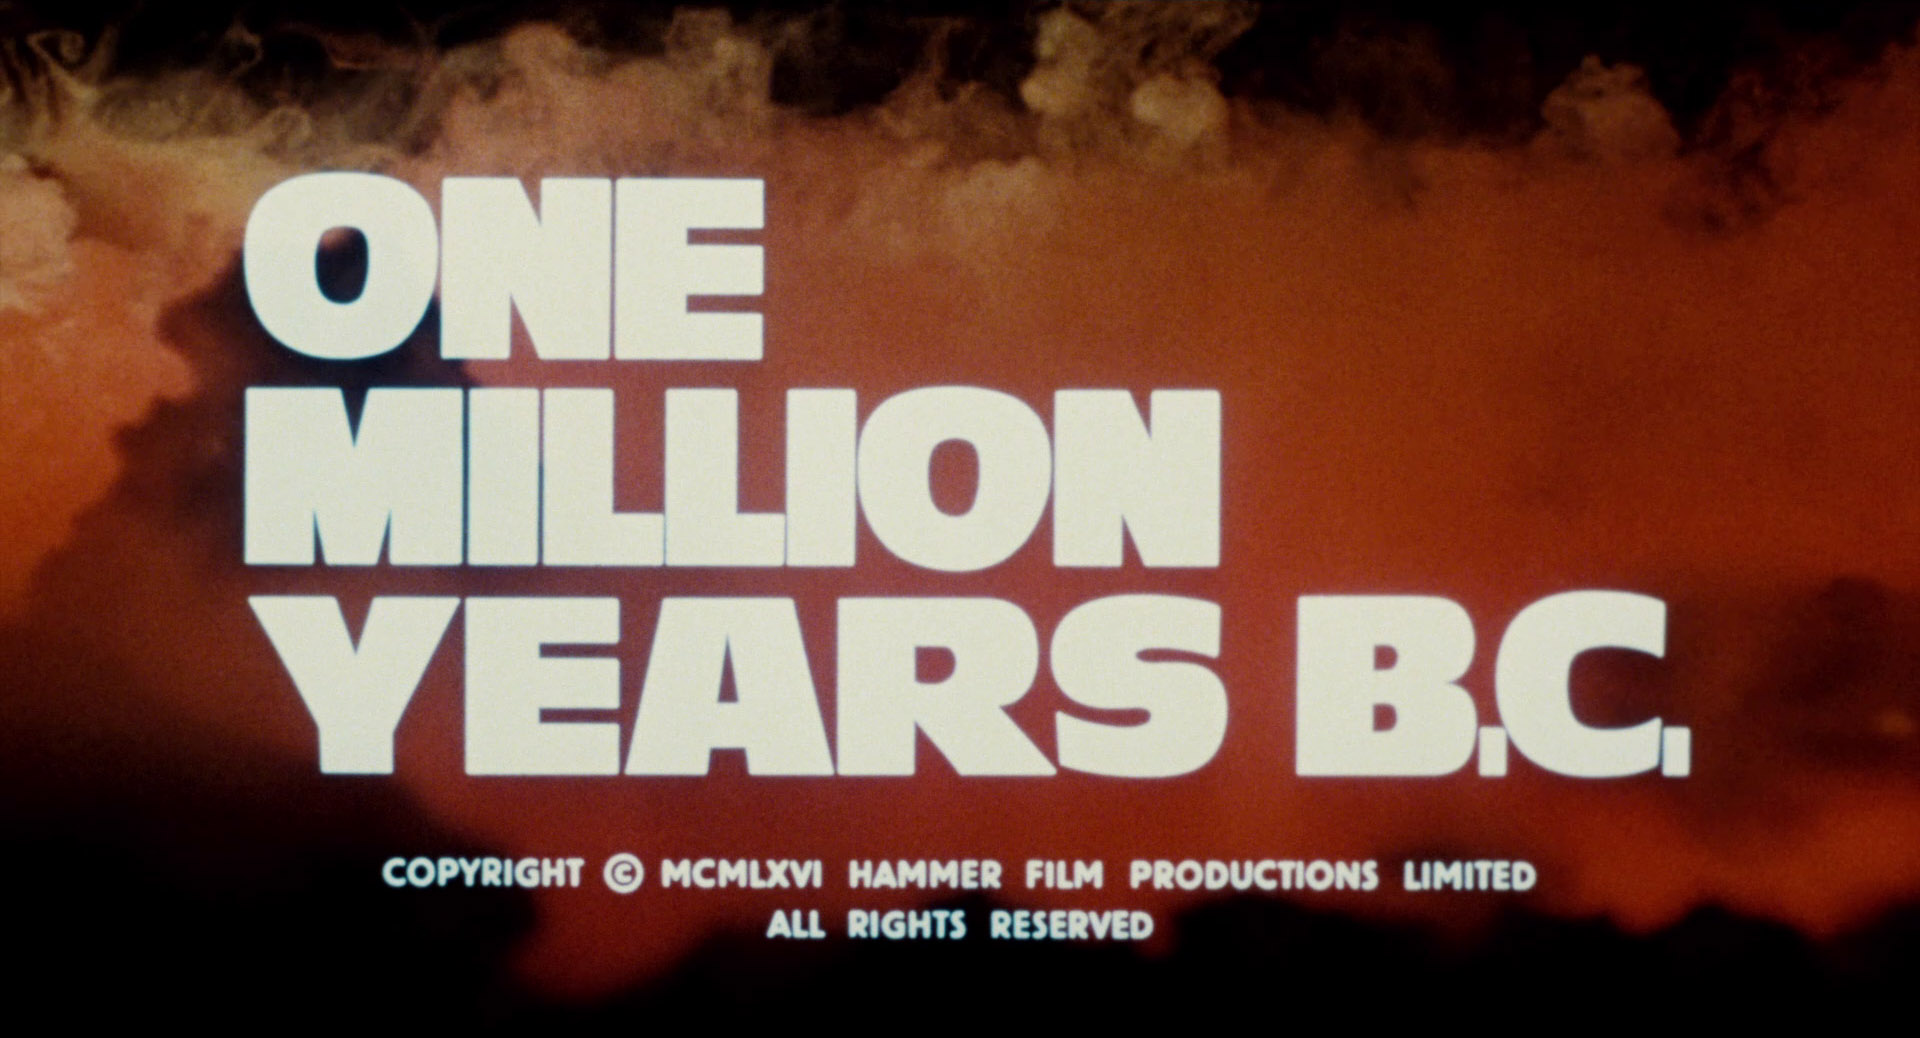 ONE
MILLION
YEARS B.C.
COPYRIGHT © MCMLXVI HAMMER FILM PRODUCTIONS LIMITED
ALL RIGHTS RESERVED